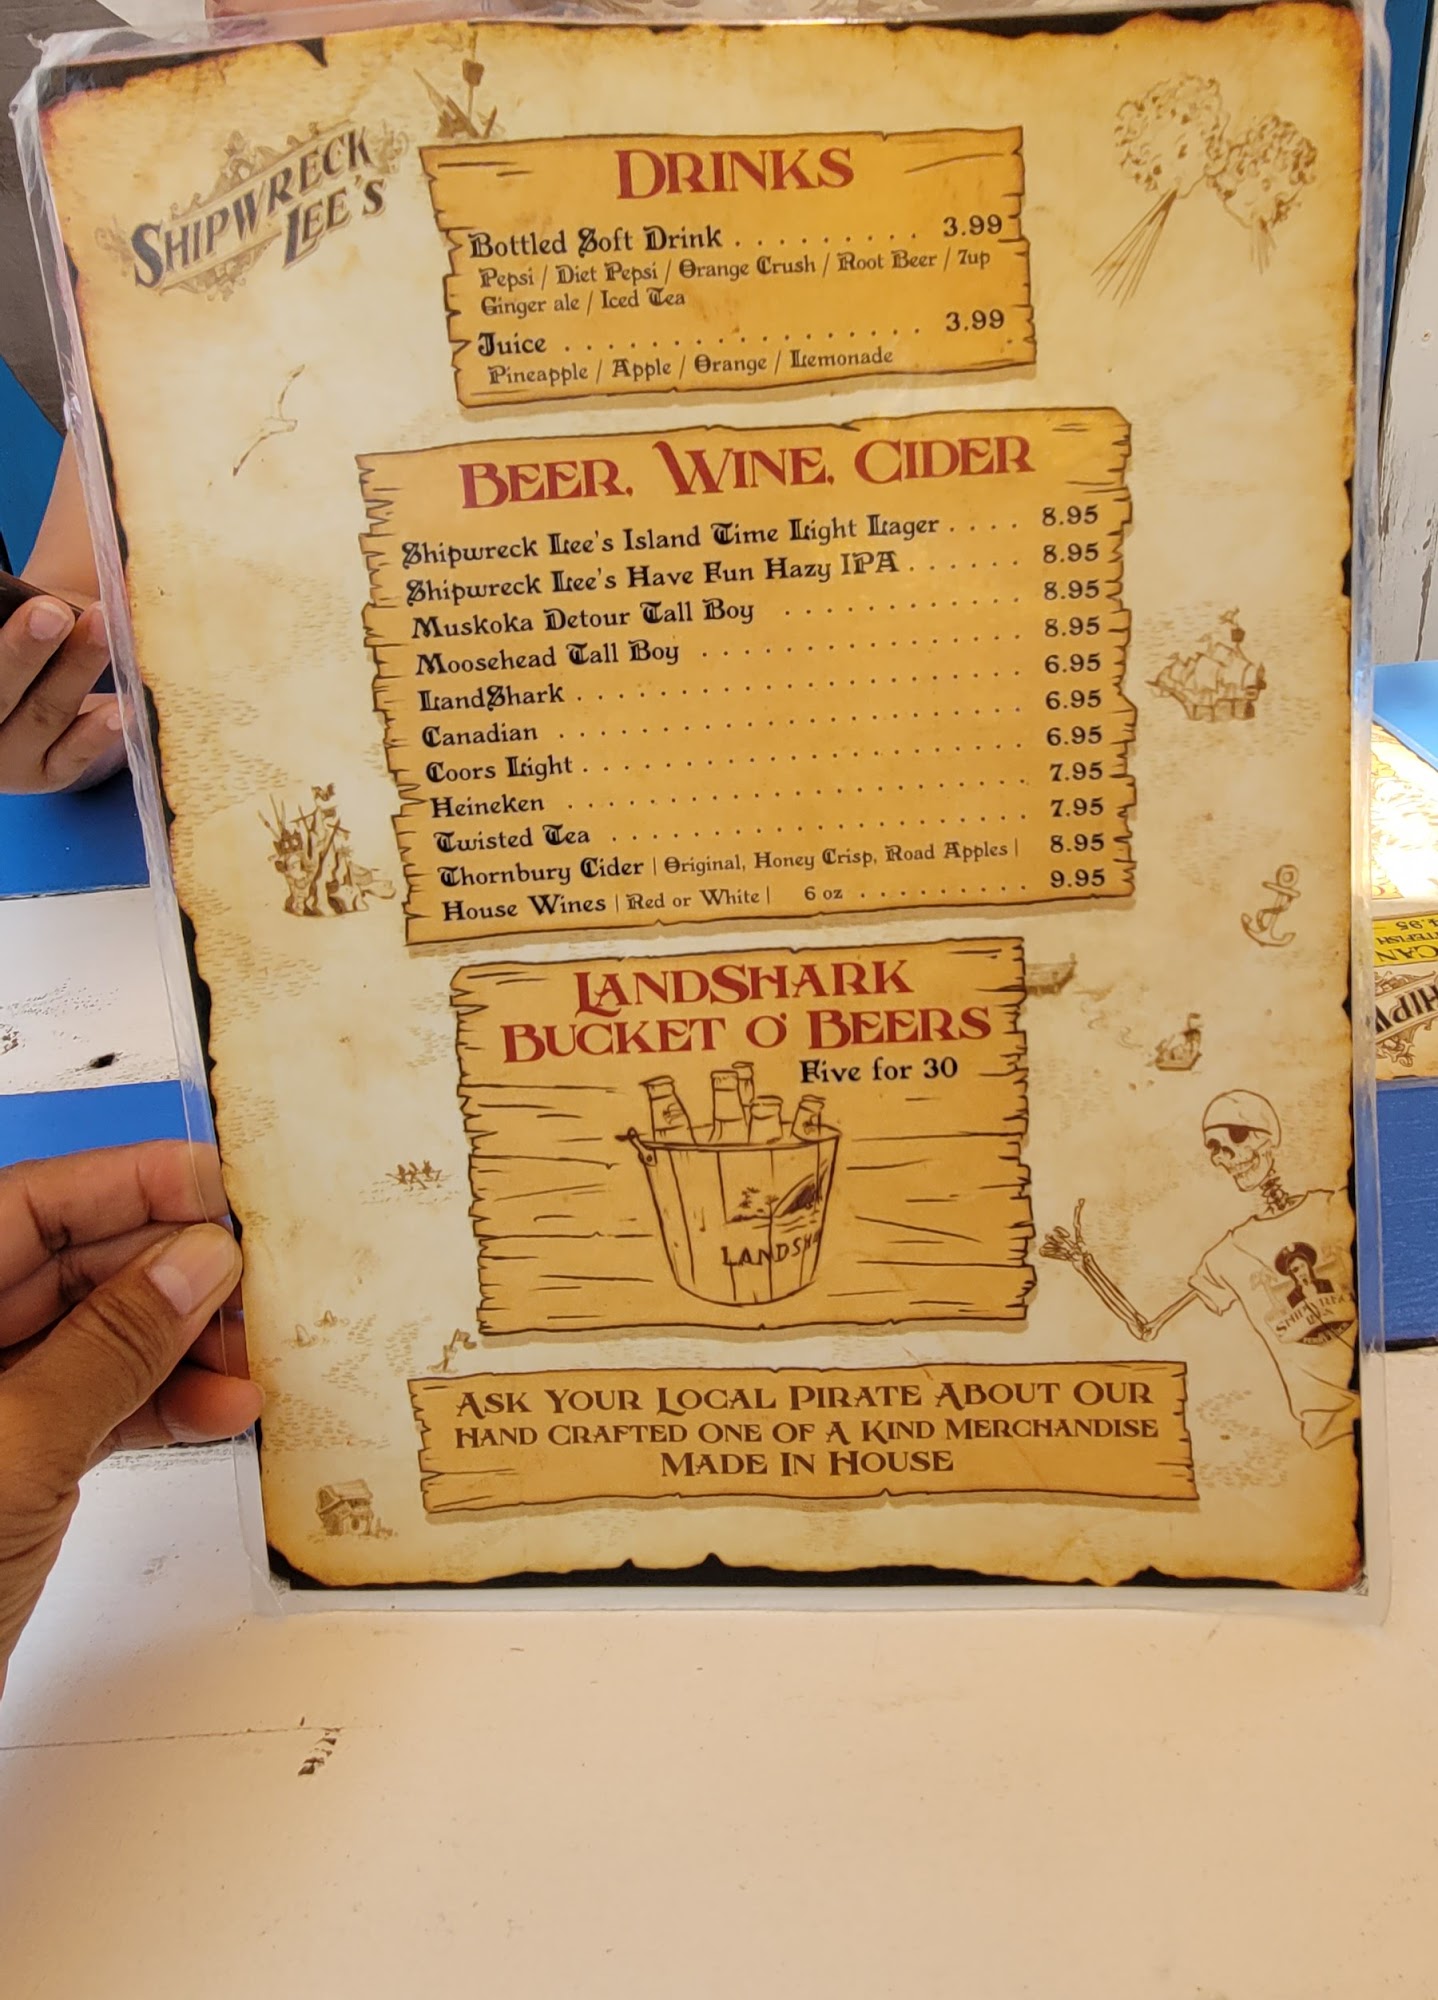 SHIPWRECK
LEE'S
DRINKS
Bottled Soft Drink . . . . . . . . . 3.99
Pepsi / Diet Pepsi / Orange Crush / Root Beer / 7up
Ginger ale / Iced Tea
Juice . . . . . . . . . . . . . . . . 3.99
Pineapple / Apple / Orange / Lemonade
BEER, WINE, CIDER
Shipwreck Lee's Island Time Light Lager . . . . 8.95
Shipwreck Lee's Have Fun Hazy IPA . . . . . . 8.95
Muskoka Detour Tall Boy . . . . . . . . . . . . 8.95
Moosehead Tall Boy . . . . . . . . . . . . . . . . 8.95
LandShark . . . . . . . . . . . . . . . . . . . . . . 6.95
Canadian . . . . . . . . . . . . . . . . . . . . . . . 6.95
Coors Light . . . . . . . . . . . . . . . . . . . . . . 6.95
Heineken . . . . . . . . . . . . . . . . . . . . . . . 7.95
Twisted Tea . . . . . . . . . . . . . . . . . . . . . 7.95
Thornbury Cider | Original, Honey Crisp, Road Apples | 8.95
House Wines | Red or White | 6 oz . . . . . . . . . 9.95
LANDSHARK
BUCKET O' BEERS
Five for 30
LANDSHA
ASK YOUR LOCAL PIRATE ABOUT OUR
HAND CRAFTED ONE OF A KIND MERCHANDISE
MADE IN HOUSE